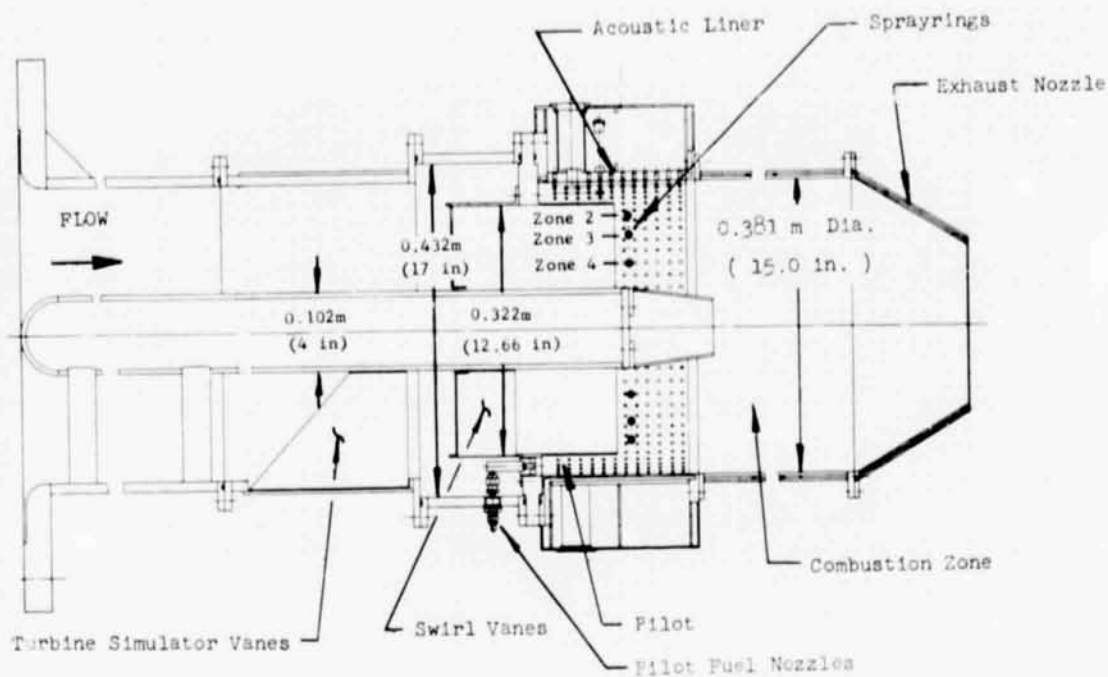 Acoustic Liner
Sprayrings
Exhaust Nozzle
FLOW
Zone 2
Zone 3
Zone 4
0.432m
(17 in)
0.381 m Dia.
( 15.0 in. )
0.102m
(4 in)
0.322m
(12.66 in)
Combustion Zone
Turbine Simulator Vanes
Swirl Vanes
Pilot
Pilot Fuel Nozzles